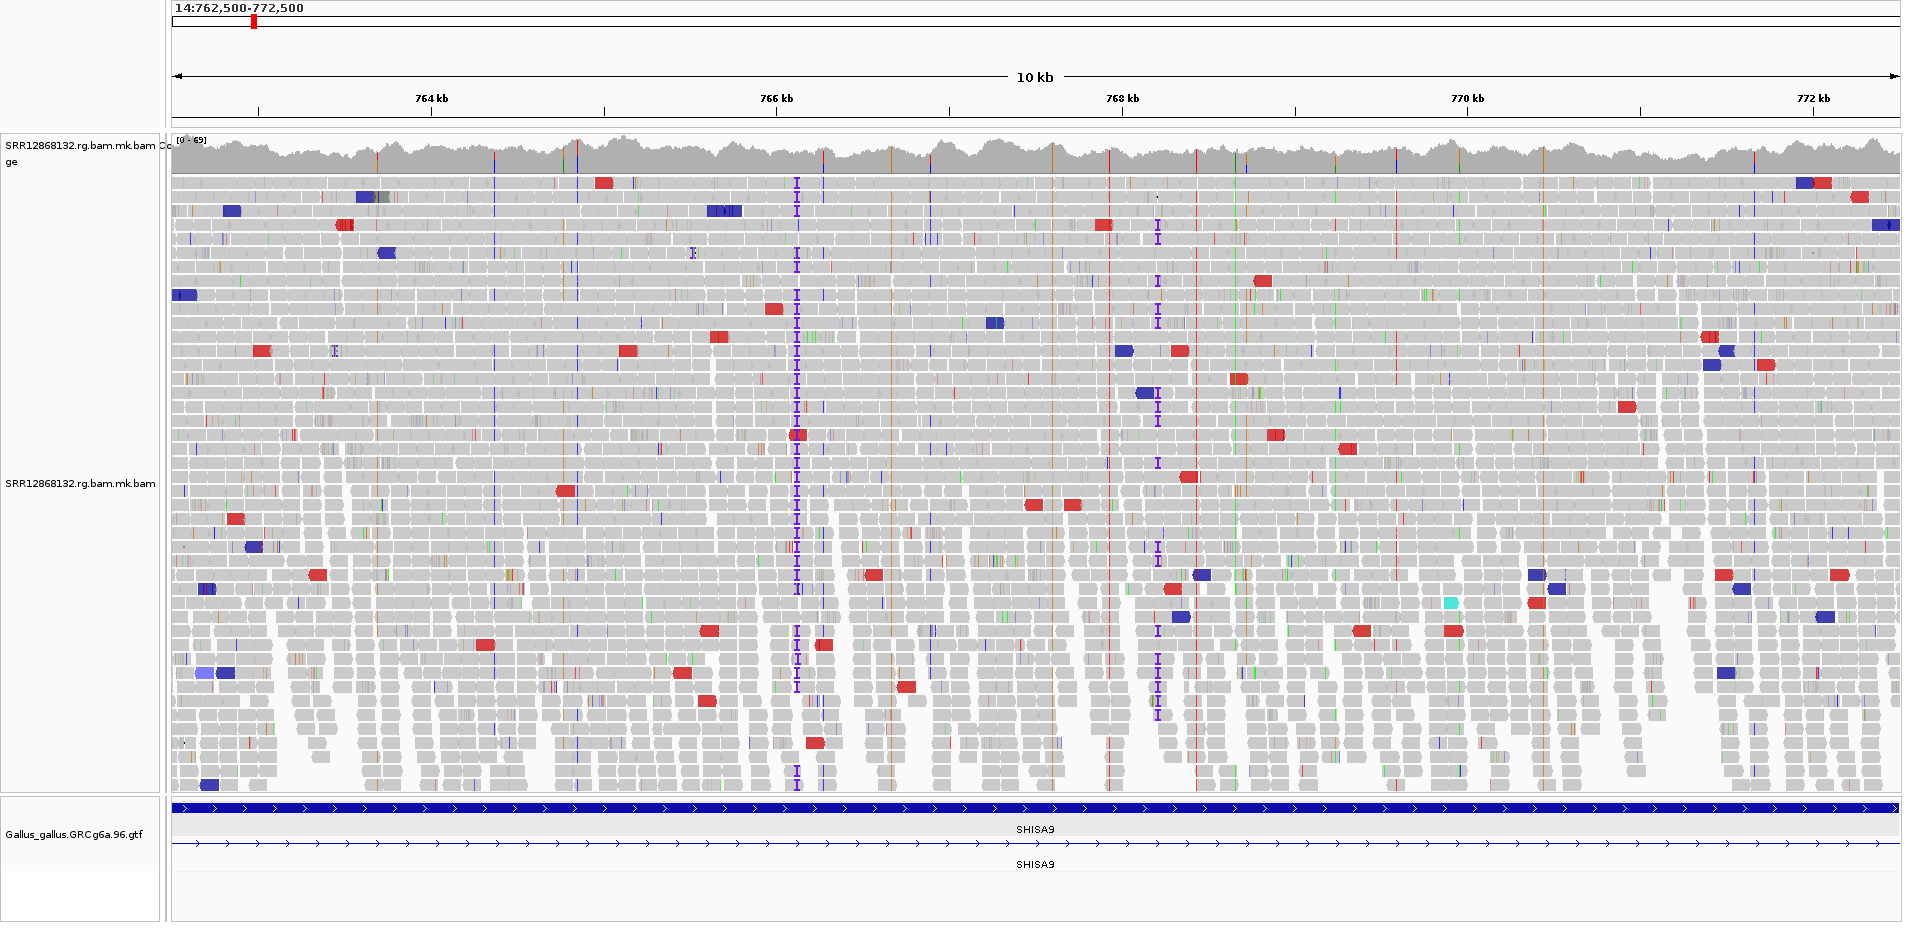 14:762,500-772,500
10 kb
764 kb 766 kb 768 kb 770 kb 772 kb
SRR12868132.rg.bam.mk.bam Co
ge
[0 - 69]
SRR12868132.rg.bam.mk.bam
Gallus_gallus.GRCg6a.96.gtf
SHISA9
SHISA9